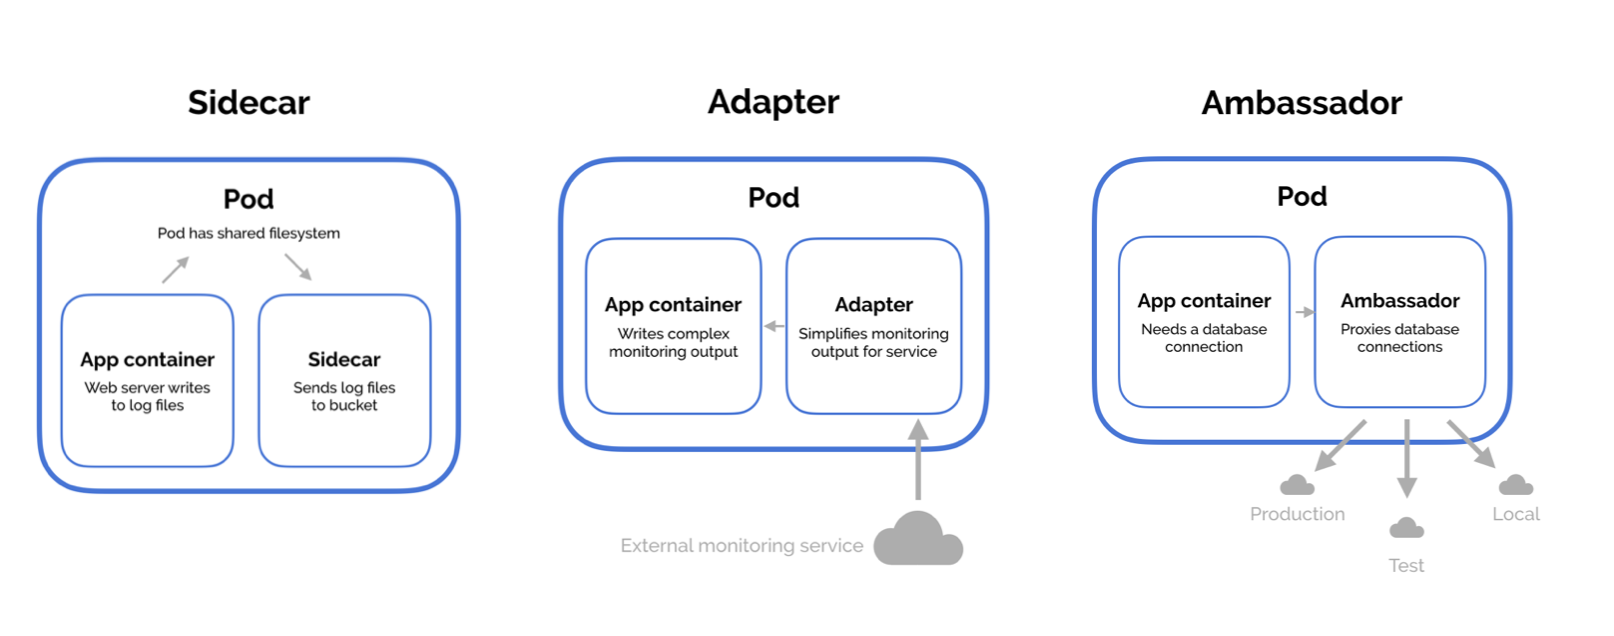 Sidecar
Pod
Pod has shared filesystem
App container
Web server writes
to log files
Sidecar
Sends log files
to bucket
Adapter
Pod
App container
Writes complex
monitoring output
Adapter
Simplifies monitoring
output for service
External monitoring service
Ambassador
Pod
App container
Needs a database
connection
Ambassador
Proxies database
connections
Production
Test
Local